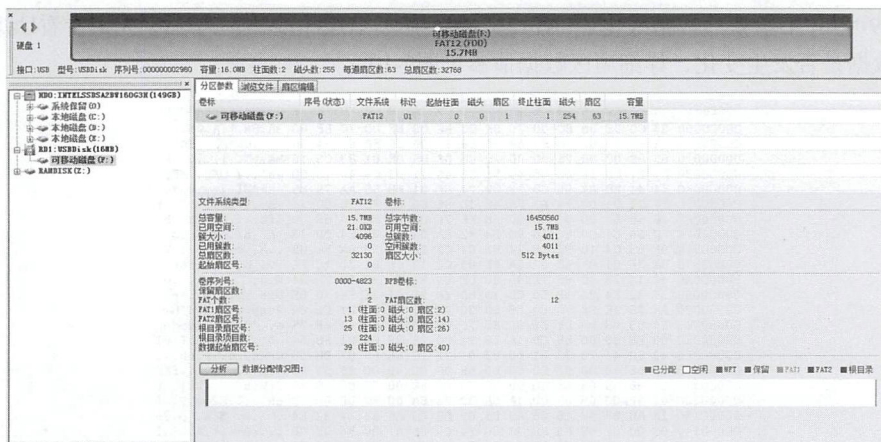 可移动磁盘(F:)
FAT12 (FDD)
15.7MB
硬盘 1
接口:USB 型号:USBDisk 序列号:000000002980 容量:16.0MB 柱面数:2 磁头数:255 每道扇区数:63 总扇区数:32768
HD0:INTELSSDSA2BW160G3H(149GB)
系统保留(0)
本地磁盘(C:)
本地磁盘(D:)
本地磁盘(E:)
RD1:USBDisk(16MB)
可移动磁盘(F:)
RAMDISK(Z:)
分区参数 浏览文件 扇区编辑
卷标 序号(状态) 文件系统 标识 起始柱面 磁头 扇区 终止柱面 磁头 扇区 容量
可移动磁盘(F:) 0 FAT12 01 0 0 1 1 254 63 15.7MB
文件系统类型: FAT12 卷标:
总容量: 15.7MB 总字节数: 16450560
已用空间: 21.0KB 可用空间: 15.7MB
簇大小: 4096 总簇数: 4011
已用簇数: 0 空闲簇数: 4011
总扇区数: 32130 扇区大小: 512 Bytes
起始扇区号: 0
卷序列号: 0000-4823 BPB卷标:
保留扇区数: 1
FAT个数: 2 FAT扇区数: 12
FAT1扇区号: 1 (柱面:0 磁头:0 扇区:2)
FAT2扇区号: 13 (柱面:0 磁头:0 扇区:14)
根目录扇区号: 25 (柱面:0 磁头:0 扇区:26)
根目录项目数: 224
数据起始扇区号: 39 (柱面:0 磁头:0 扇区:40)
分析 数据分配情况图: 已分配 空闲 MFT 保留 FAT1 FAT2 根目录